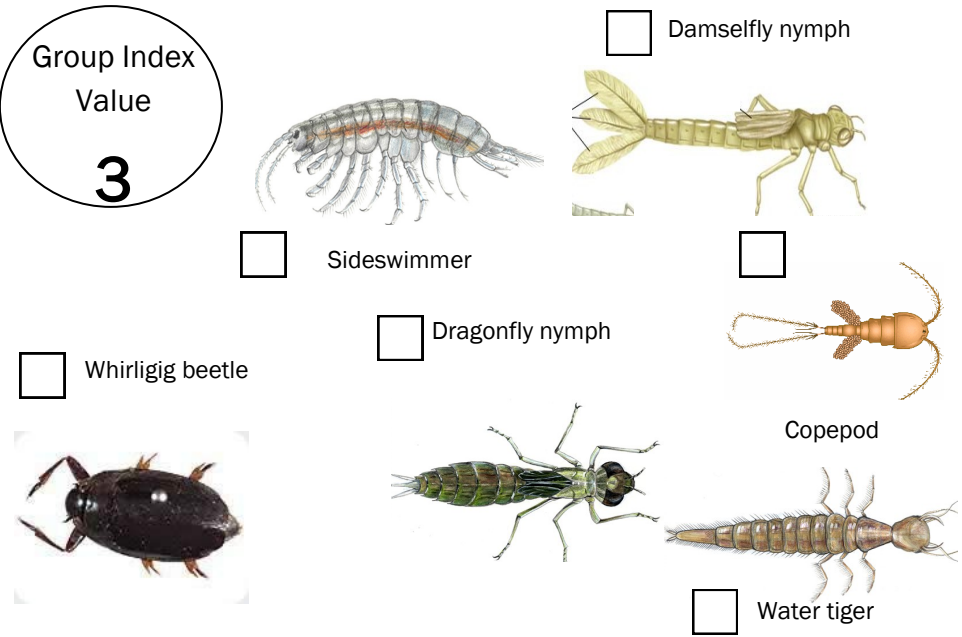 Group Index
Value
3
Damselfly nymph
Sideswimmer
Dragonfly nymph
Whirligig beetle
Copepod
Water tiger